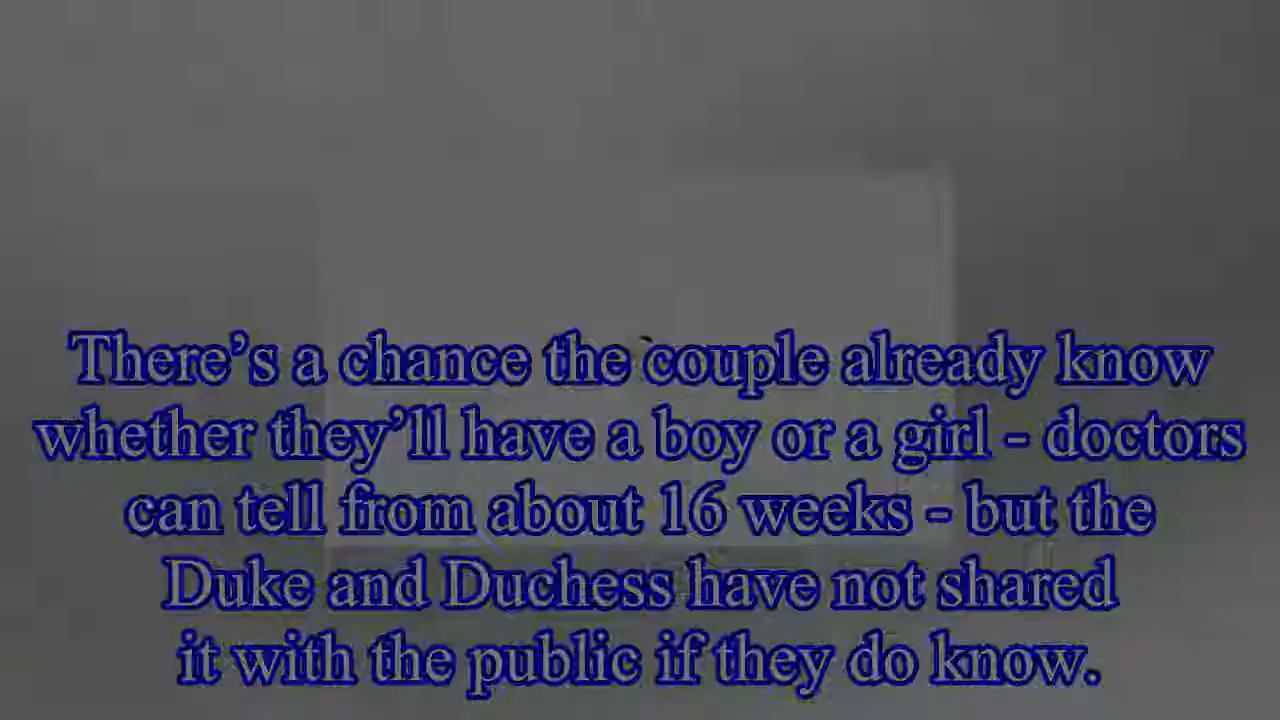 There’s a chance the couple already know
whether they’ll have a boy or a girl - doctors
can tell from about 16 weeks - but the
Duke and Duchess have not shared
it with the public if they do know.